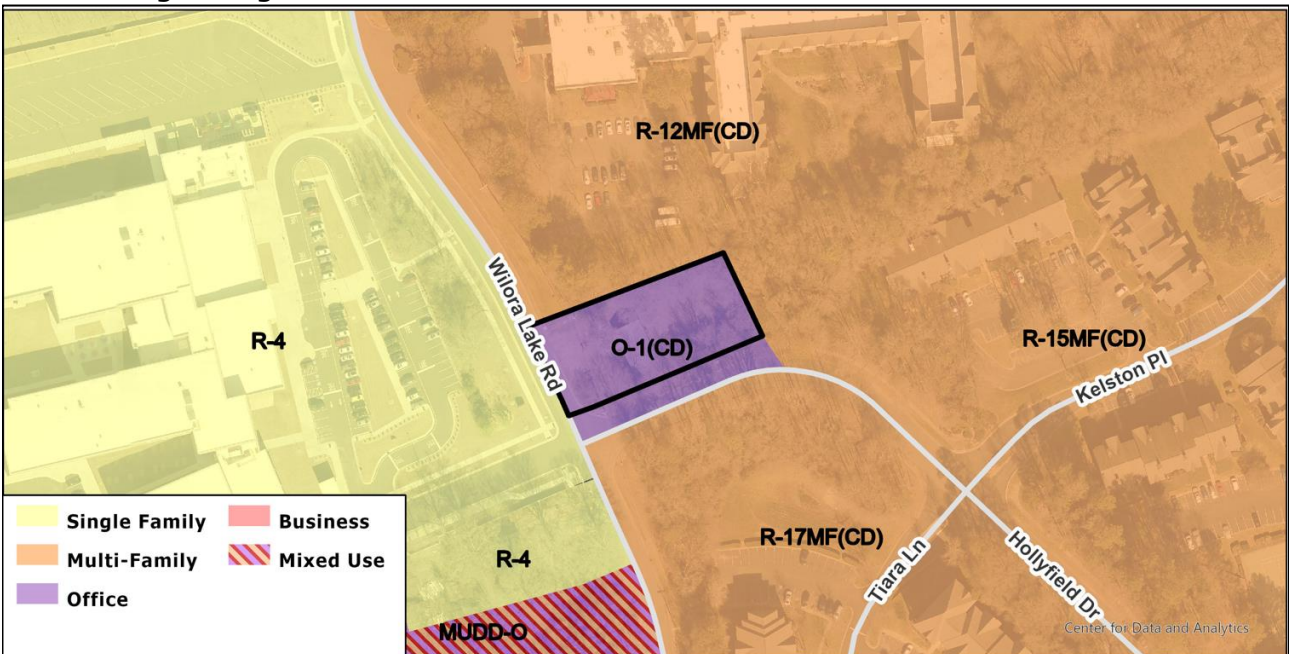 R-12MF(CD)
Wilora Lake Rd
R-4
O-1(CD)
R-15MF(CD)
Kelston Pl
R-17MF(CD)
R-4
Tiara Ln
Hollyfield Dr
MUDD-O
Center for Data and Analytics
Single Family
Business
Multi-Family
Mixed Use
Office